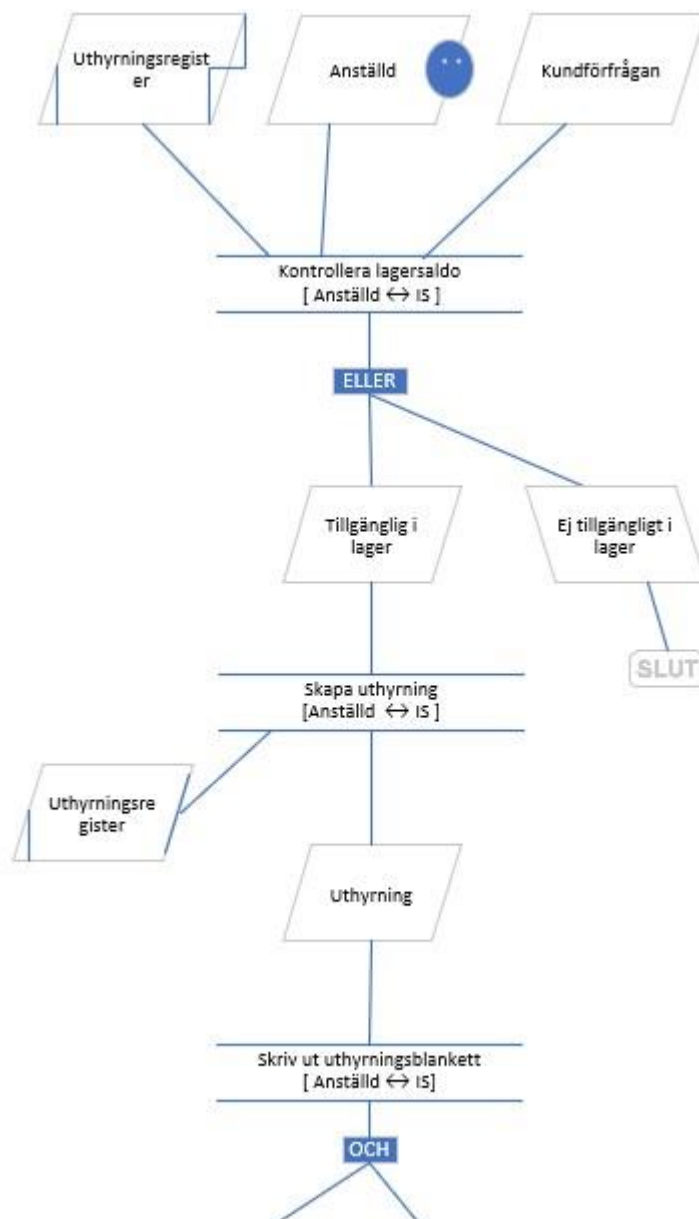 Uthyrningsregist
er
Anställd
Kundförfrågan
Kontrollera lagersaldo
[ Anställd ↔ IS ]
ELLER
Tillgänglig i
lager
Ej tillgängligt i
lager
SLUT
Skapa uthyrning
[Anställd ↔ IS ]
Uthyrningsre
gister
Uthyrning
Skriv ut uthyrningsblankett
[ Anställd ↔ IS]
OCH